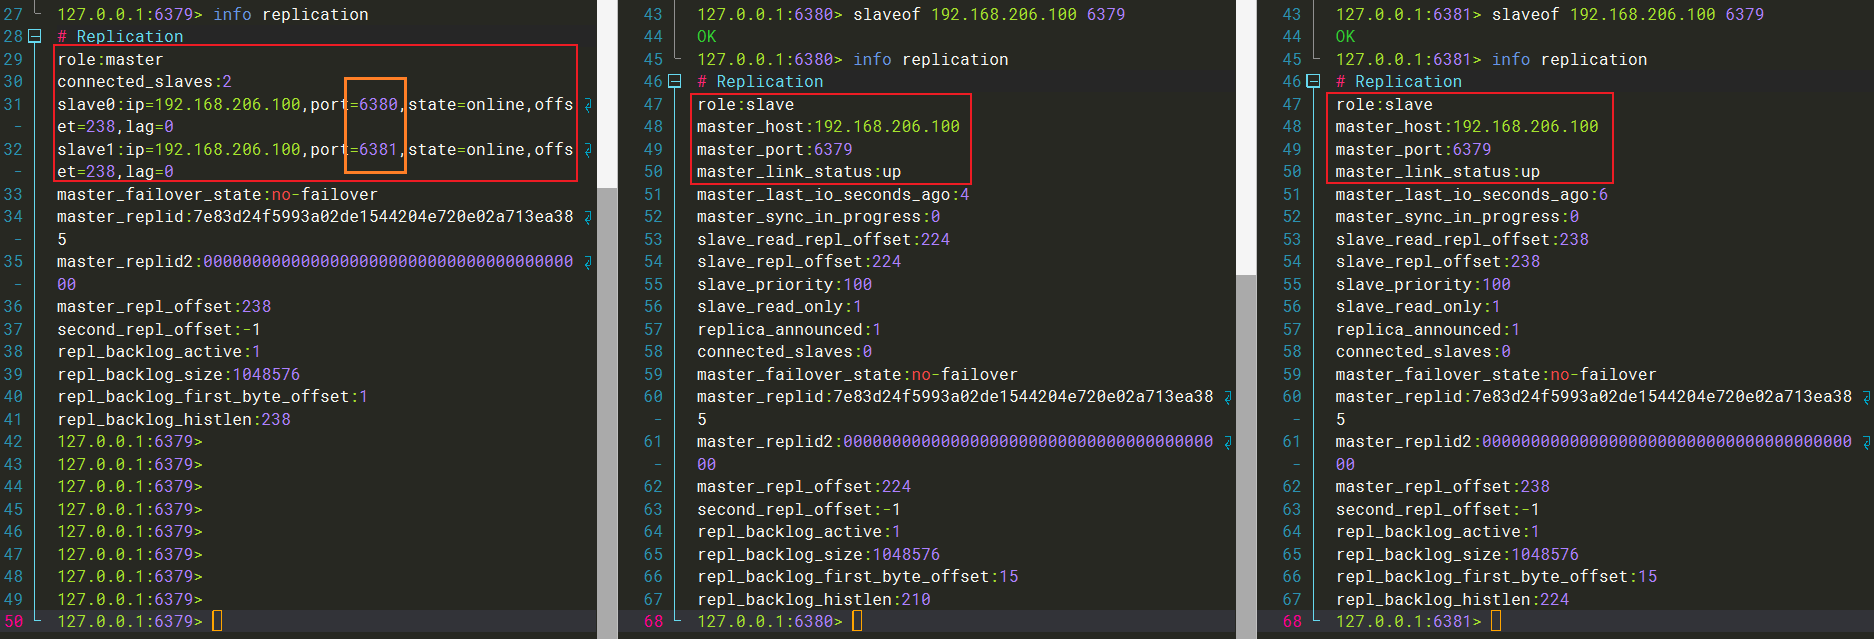 27 127.0.0.1:6379> info replication
28 # Replication
29 role:master
30 connected_slaves:2
31 slave0:ip=192.168.206.100,port=6380,state=online,offs
- et=238,lag=0
32 slave1:ip=192.168.206.100,port=6381,state=online,offs
- et=238,lag=0
33 master_failover_state:no-failover
34 master_replid:7e83d24f5993a02de1544204e720e02a713ea38
- 5
35 master_replid2:00000000000000000000000000000000000000
- 00
36 master_repl_offset:238
37 second_repl_offset:-1
38 repl_backlog_active:1
39 repl_backlog_size:1048576
40 repl_backlog_first_byte_offset:1
41 repl_backlog_histlen:238
42 127.0.0.1:6379>
43 127.0.0.1:6379>
44 127.0.0.1:6379>
45 127.0.0.1:6379>
46 127.0.0.1:6379>
47 127.0.0.1:6379>
48 127.0.0.1:6379>
49 127.0.0.1:6379>
50 127.0.0.1:6379>
43 127.0.0.1:6380> slaveof 192.168.206.100 6379
44 OK
45 127.0.0.1:6380> info replication
46 # Replication
47 role:slave
48 master_host:192.168.206.100
49 master_port:6379
50 master_link_status:up
51 master_last_io_seconds_ago:4
52 master_sync_in_progress:0
53 slave_read_repl_offset:224
54 slave_repl_offset:224
55 slave_priority:100
56 slave_read_only:1
57 replica_announced:1
58 connected_slaves:0
59 master_failover_state:no-failover
60 master_replid:7e83d24f5993a02de1544204e720e02a713ea38
- 5
61 master_replid2:00000000000000000000000000000000000000
- 00
62 master_repl_offset:224
63 second_repl_offset:-1
64 repl_backlog_active:1
65 repl_backlog_size:1048576
66 repl_backlog_first_byte_offset:15
67 repl_backlog_histlen:210
68 127.0.0.1:6380>
43 127.0.0.1:6381> slaveof 192.168.206.100 6379
44 OK
45 127.0.0.1:6381> info replication
46 # Replication
47 role:slave
48 master_host:192.168.206.100
49 master_port:6379
50 master_link_status:up
51 master_last_io_seconds_ago:6
52 master_sync_in_progress:0
53 slave_read_repl_offset:238
54 slave_repl_offset:238
55 slave_priority:100
56 slave_read_only:1
57 replica_announced:1
58 connected_slaves:0
59 master_failover_state:no-failover
60 master_replid:7e83d24f5993a02de1544204e720e02a713ea38
- 5
61 master_replid2:00000000000000000000000000000000000000
- 00
62 master_repl_offset:238
63 second_repl_offset:-1
64 repl_backlog_active:1
65 repl_backlog_size:1048576
66 repl_backlog_first_byte_offset:15
67 repl_backlog_histlen:224
68 127.0.0.1:6381>